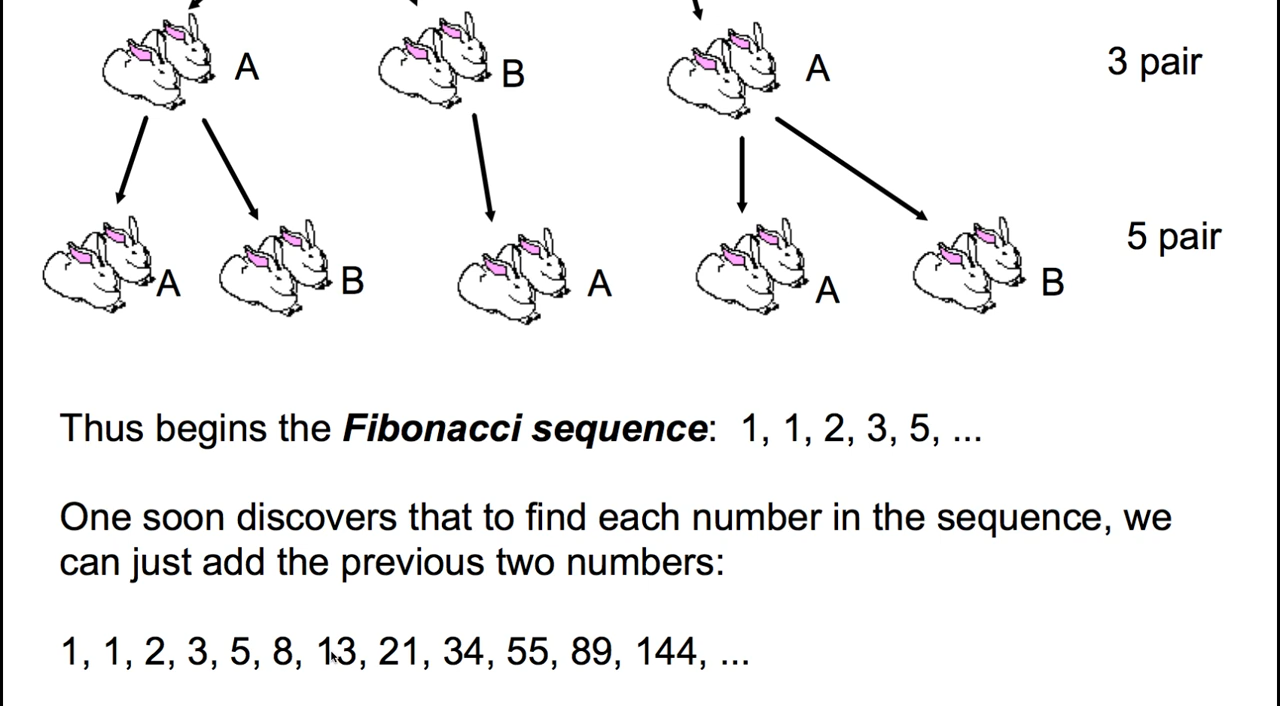 A
B
A
3 pair
A
B
A
A
B
5 pair
Thus begins the Fibonacci sequence: 1, 1, 2, 3, 5, ...
One soon discovers that to find each number in the sequence, we
can just add the previous two numbers:
1, 1, 2, 3, 5, 8, 13, 21, 34, 55, 89, 144, ...